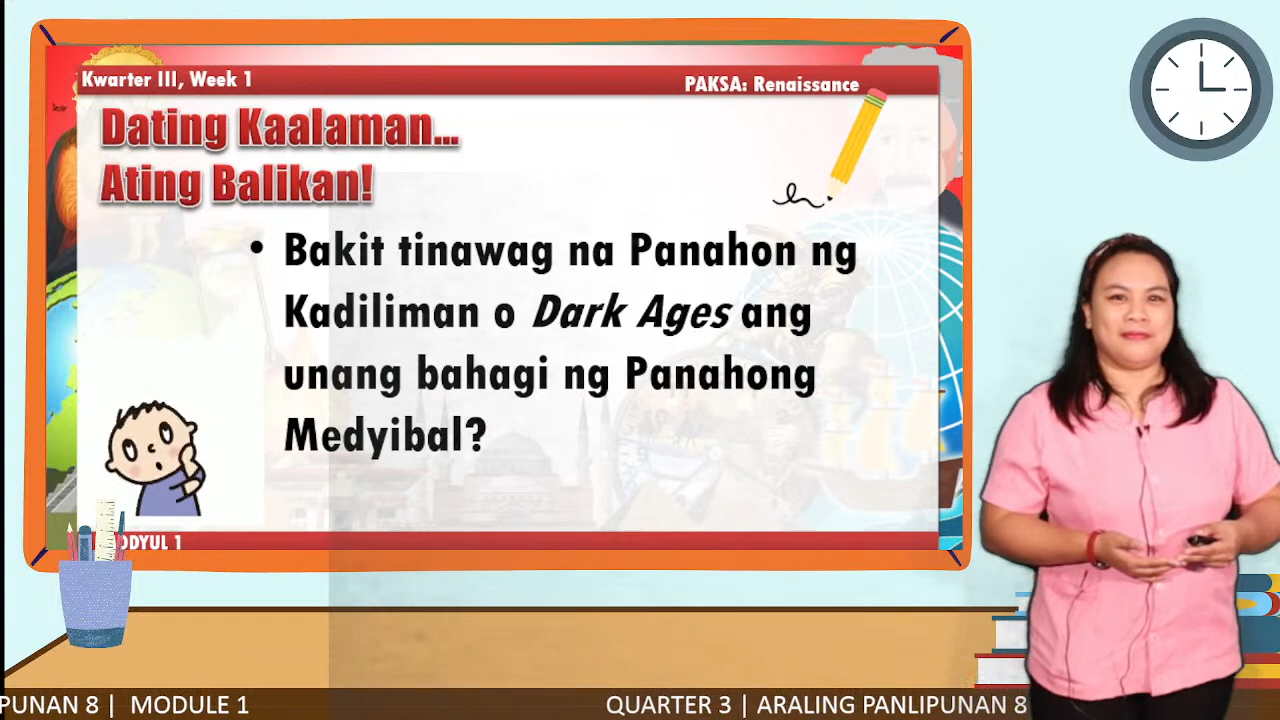 Kwarter III, Week 1
PAKSA: Renaissance
Dating Kaalaman...
Ating Balikan!
• Bakit tinawag na Panahon ng
Kadiliman o Dark Ages ang
unang bahagi ng Panahong
Medyibal?
ODYUL 1
PUNAN 8 | MODULE 1
QUARTER 3 | ARALING PANLIPUNAN 8